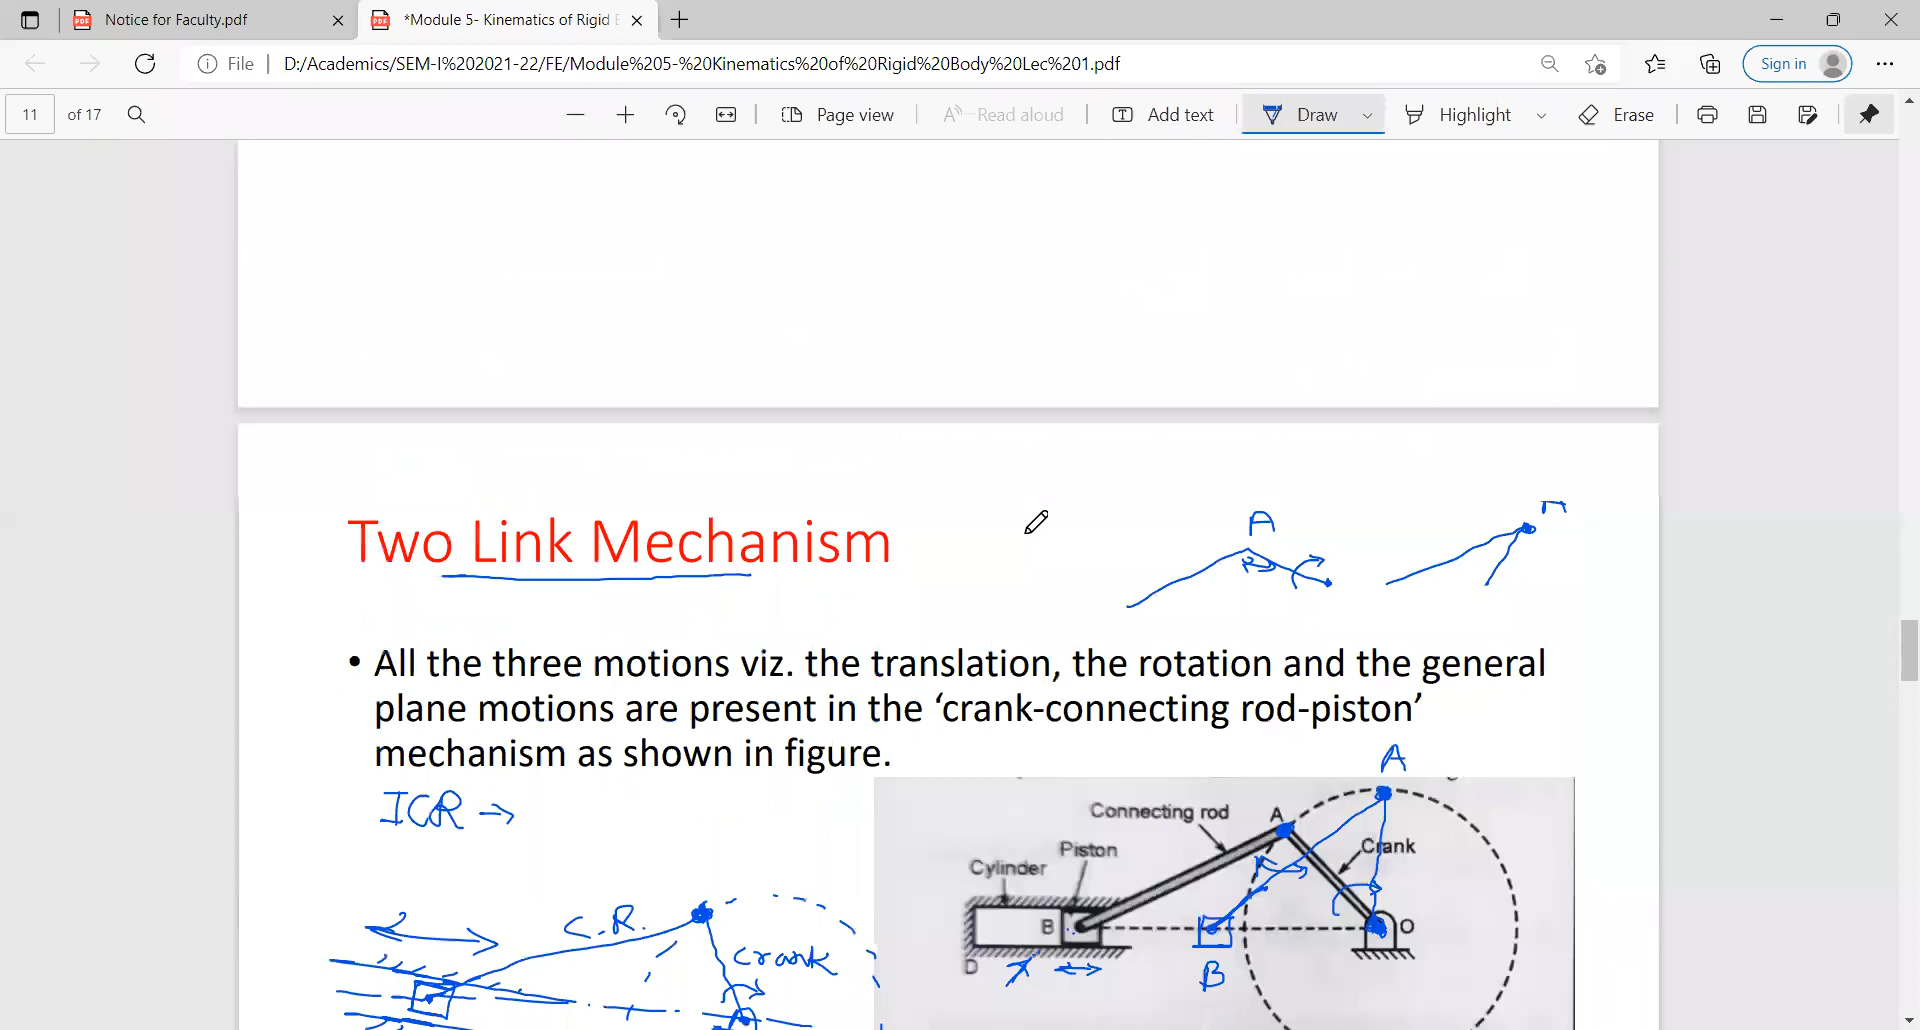 Notice for Faculty.pdf
*Module 5- Kinematics of Rigid
File
D:/Academics/SEM-I%202021-22/FE/Module%205-%20Kinematics%20of%20Rigid%20Body%20Lec%201.pdf
Sign in
11 of 17
Page view
Read aloud
Add text
Draw
Highlight
Erase
Two Link Mechanism
A
• All the three motions viz. the translation, the rotation and the general
plane motions are present in the ‘crank-connecting rod-piston’
mechanism as shown in figure.
A
ICR →
Connecting rod
A
Piston
Crank
Cylinder
C.R.
B
O
crank
D
B